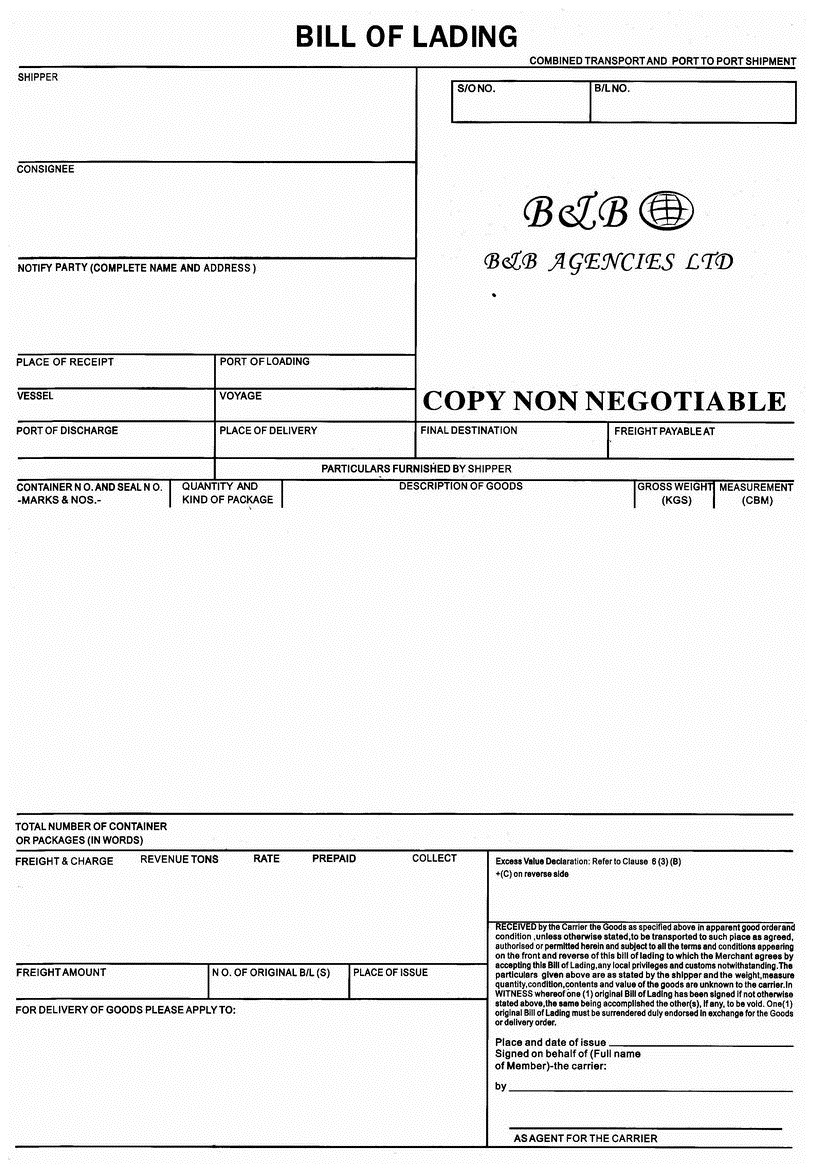 BILL OF LADING
COMBINED TRANSPORT AND PORT TO PORT SHIPMENT
SHIPPER
S/O NO.
B/L NO.
CONSIGNEE
B&B
B&B AGENCIES LTD
NOTIFY PARTY (COMPLETE NAME AND ADDRESS )
PLACE OF RECEIPT
PORT OF LOADING
VESSEL
VOYAGE
COPY NON NEGOTIABLE
PORT OF DISCHARGE
PLACE OF DELIVERY
FINAL DESTINATION
FREIGHT PAYABLE AT
PARTICULARS FURNISHED BY SHIPPER
CONTAINER N O. AND SEAL N O.
-MARKS & NOS.-
QUANTITY AND
KIND OF PACKAGE
DESCRIPTION OF GOODS
GROSS WEIGHT
(KGS)
MEASUREMENT
(CBM)
TOTAL NUMBER OF CONTAINER
OR PACKAGES (IN WORDS)
FREIGHT & CHARGE
REVENUE TONS
RATE
PREPAID
COLLECT
Excess Value Declaration: Refer to Clause 6 (3) (B)
+(C) on reverse side
RECEIVED by the Carrier the Goods as specified above in apparent good order and
condition ,unless otherwise stated,to be transported to such place as agreed,
authorised or permitted herein and subject to all the terms and conditions appearing
on the front and reverse of this bill of lading to which the Merchant agrees by
accepting this Bill of Lading,any local privileges and customs notwithstanding.The
particulars given above are as stated by the shipper and the weight,measure
quantity,condition,contents and value of the goods are unknown to the carrier.In
WITNESS whereof one (1) original Bill of Lading has been signed if not otherwise
stated above,the same being accomplished the other(s), if any, to be void. One(1)
original Bill of Lading must be surrendered duly endorsed in exchange for the Goods
or delivery order.
FREIGHT AMOUNT
N O. OF ORIGINAL B/L (S)
PLACE OF ISSUE
FOR DELIVERY OF GOODS PLEASE APPLY TO:
Place and date of issue
Signed on behalf of (Full name
of Member)-the carrier:
by
AS AGENT FOR THE CARRIER